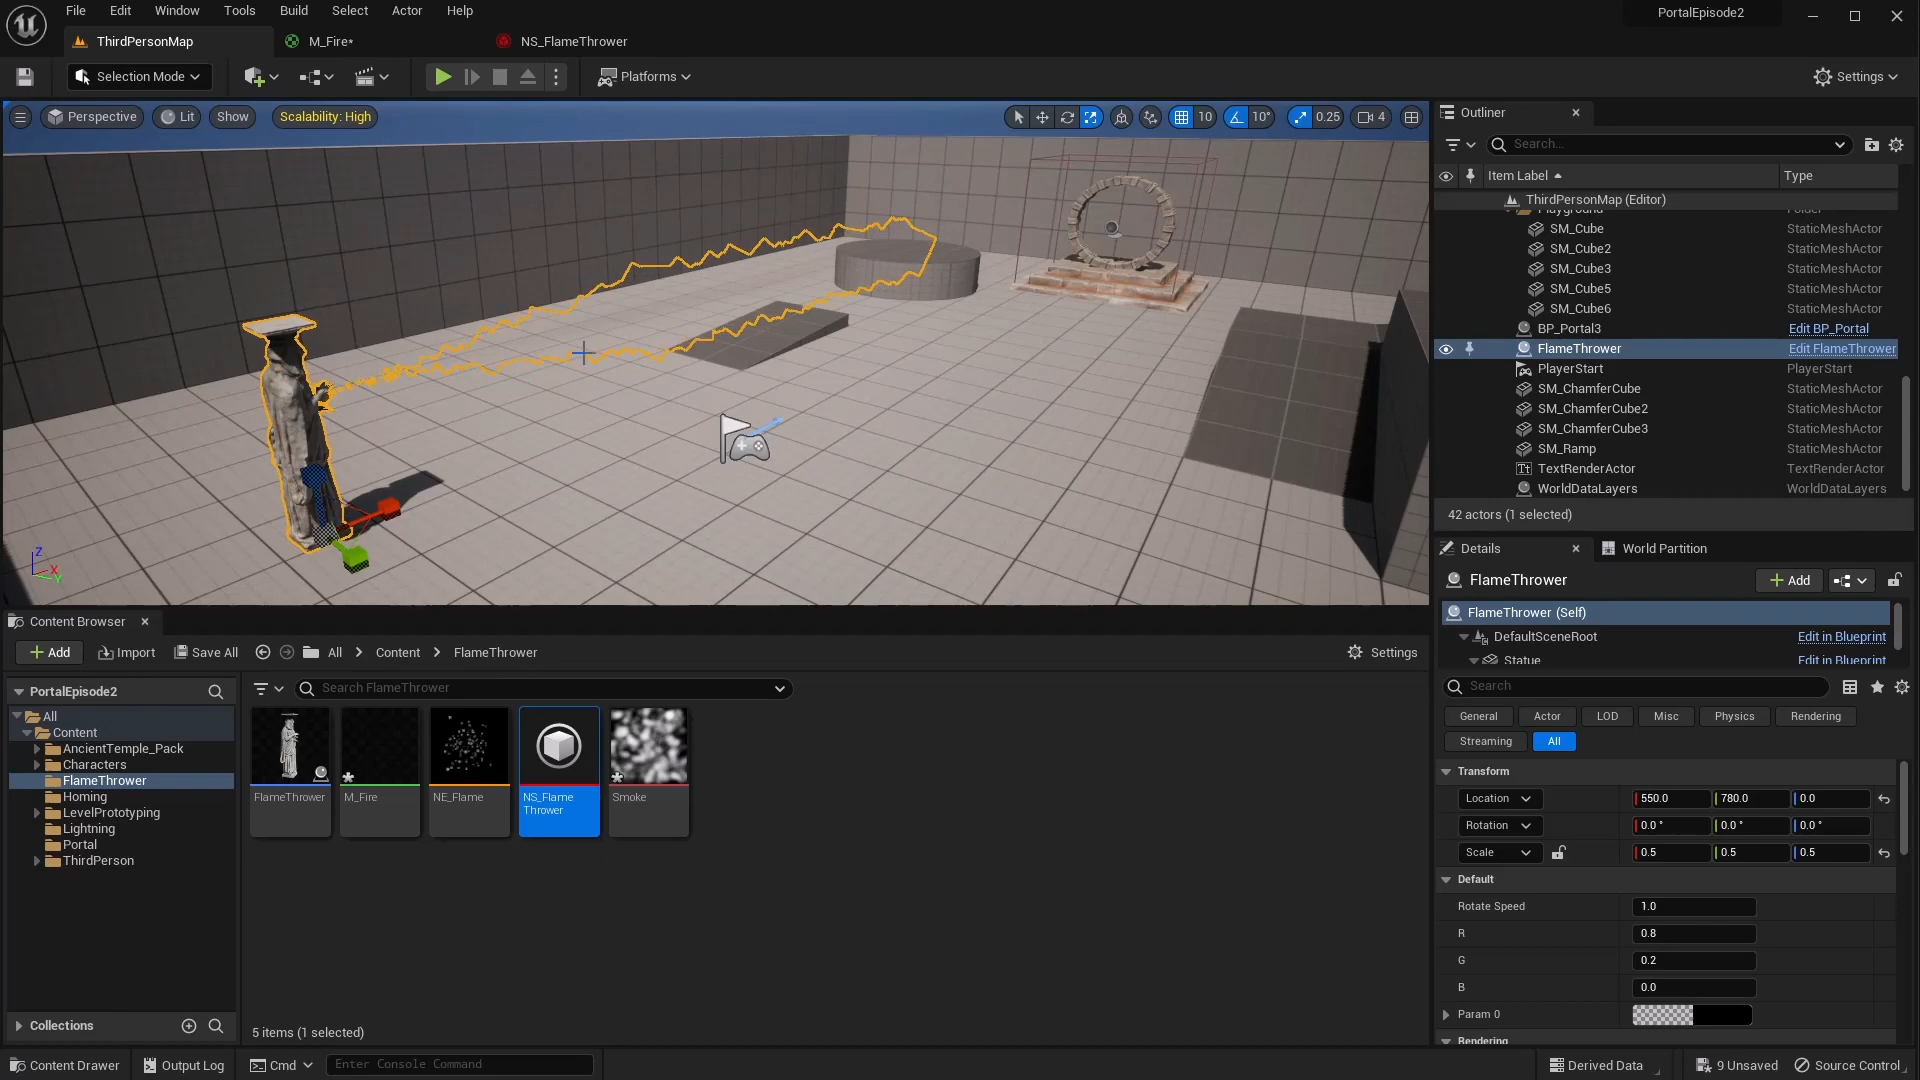 File Edit Window Tools Build Select Actor Help
PortalEpisode2
ThirdPersonMap M_Fire* NS_FlameThrower
Selection Mode Platforms Settings
Perspective Lit Show Scalability: High 10 10° 0.25 4
Z
X
Y
Outliner
Search...
Item Label Type
ThirdPersonMap (Editor)
Playground Folder
SM_Cube StaticMeshActor
SM_Cube2 StaticMeshActor
SM_Cube3 StaticMeshActor
SM_Cube5 StaticMeshActor
SM_Cube6 StaticMeshActor
BP_Portal3 Edit BP_Portal
FlameThrower Edit FlameThrower
PlayerStart PlayerStart
SM_ChamferCube StaticMeshActor
SM_ChamferCube2 StaticMeshActor
SM_ChamferCube3 StaticMeshActor
SM_Ramp StaticMeshActor
Tt TextRenderActor TextRenderActor
WorldDataLayers WorldDataLayers
42 actors (1 selected)
Details World Partition
FlameThrower Add
FlameThrower (Self)
DefaultSceneRoot Edit in Blueprint
Statue Edit in Blueprint
Search
General Actor LOD Misc Physics Rendering
Streaming All
Transform
Location 550.0 780.0 0.0
Rotation 0.0 ° 0.0 ° 0.0 °
Scale 0.5 0.5 0.5
Default
Rotate Speed 1.0
R 0.8
G 0.2
B 0.0
Param 0
Rendering
Content Browser
Add Import Save All All Content FlameThrower Settings
PortalEpisode2
Search FlameThrower
All
Content
AncientTemple_Pack
Characters
FlameThrower
Homing
LevelPrototyping
Lightning
Portal
ThirdPerson
FlameThrower M_Fire NE_Flame NS_Flame Smoke
Thrower
Collections
5 items (1 selected)
Content Drawer Output Log Cmd Enter Console Command Derived Data 9 Unsaved Source Control